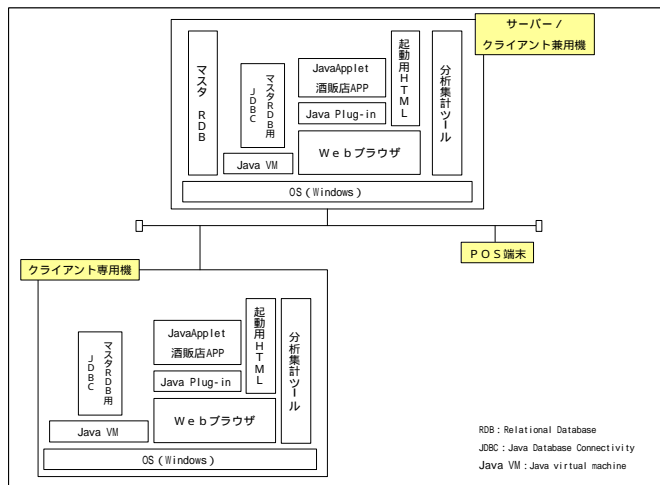 サーバー/
クライアント兼用機
マスタ RDB
マスタRDB用
JDBC
Java VM
JavaApplet
酒販店APP
Java Plug-in
Webブラウザ
起動用HTML
分析集計ツール
OS(Windows)
POS端末
クライアント専用機
マスタRDB用
JDBC
Java VM
JavaApplet
酒販店APP
Java Plug-in
Webブラウザ
起動用HTML
分析集計ツール
OS(Windows)
RDB:Relational Database
JDBC:Java Database Connectivity
Java VM:Java virtual machine